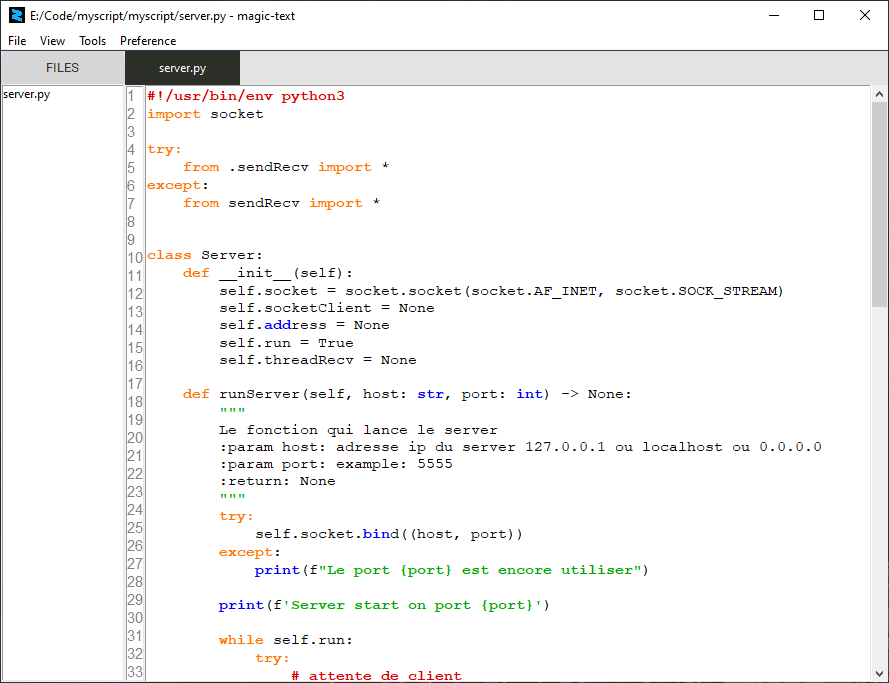 E:/Code/myscript/myscript/server.py - magic-text
File View Tools Preference
FILES server.py
server.py
1 #!/usr/bin/env python3
2 import socket
3
4 try:
5     from .sendRecv import *
6 except:
7     from sendRecv import *
8
9
10 class Server:
11     def __init__(self):
12         self.socket = socket.socket(socket.AF_INET, socket.SOCK_STREAM)
13         self.socketClient = None
14         self.address = None
15         self.run = True
16         self.threadRecv = None
17
18     def runServer(self, host: str, port: int) -> None:
19         """
20         Le fonction qui lance le server
21         :param host: adresse ip du server 127.0.0.1 ou localhost ou 0.0.0.0
22         :param port: example: 5555
23         :return: None
24         """
25         try:
26             self.socket.bind((host, port))
27         except:
28             print(f"Le port {port} est encore utiliser")
29
30         print(f'Server start on port {port}')
31
32         while self.run:
33             try:
                # attente de client